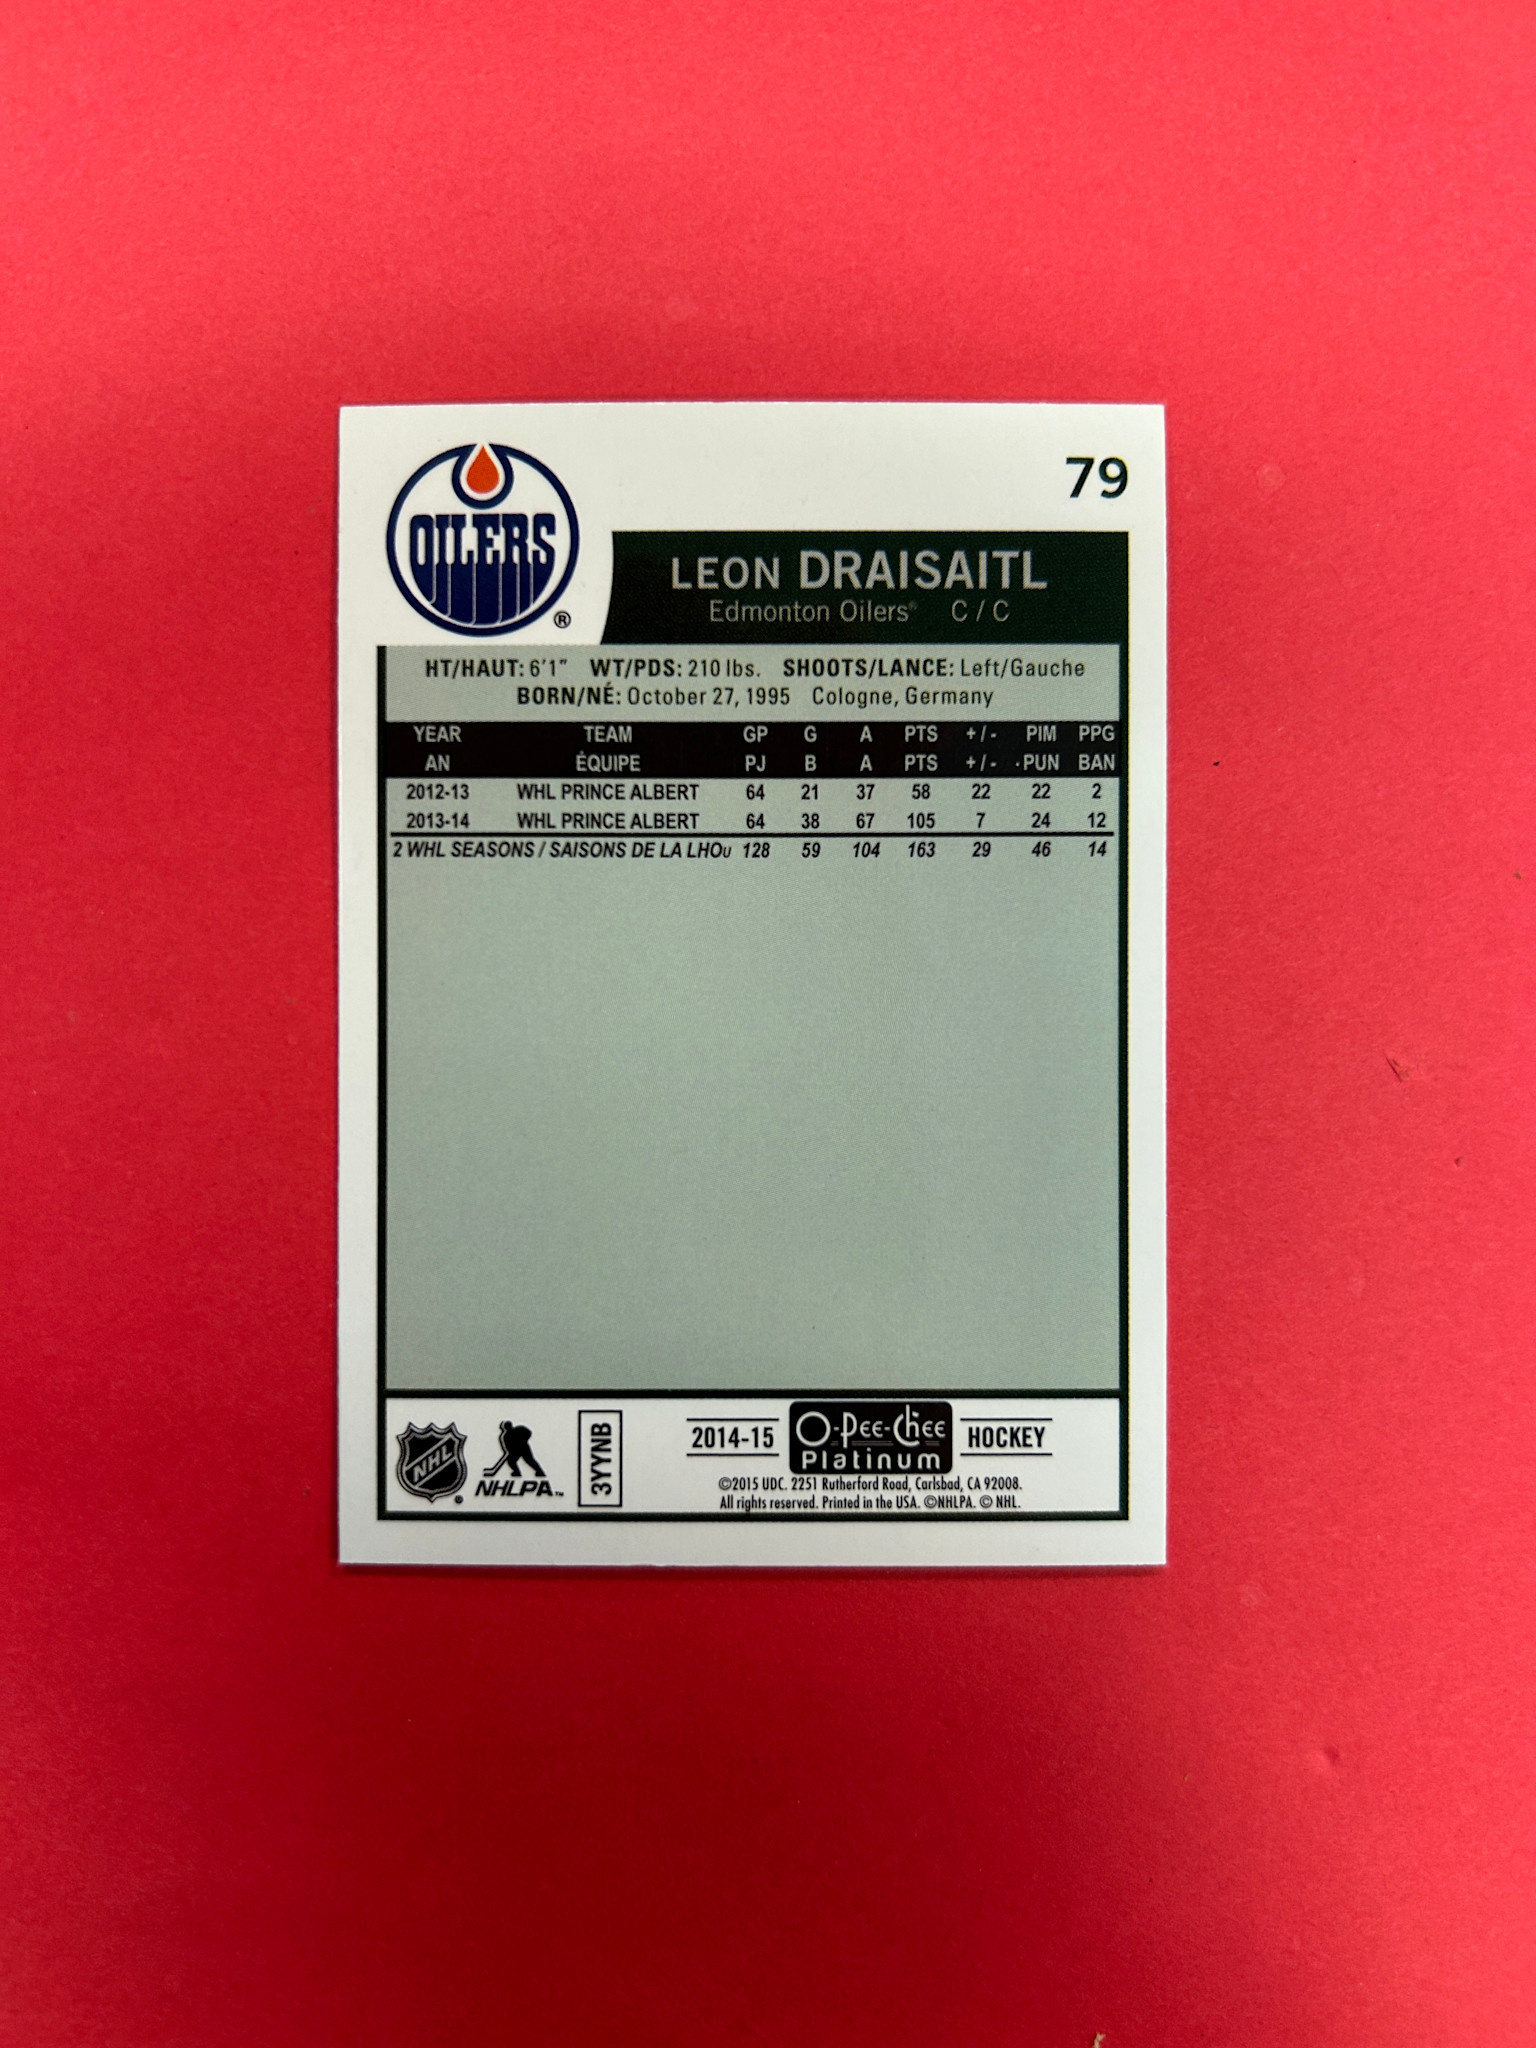 79
OILERS
®
LEON DRAISAITL
Edmonton Oilers® C / C
HT/HAUT: 6'1" WT/PDS: 210 lbs. SHOOTS/LANCE: Left/Gauche
BORN/NÉ: October 27, 1995 Cologne, Germany
YEAR TEAM GP G A PTS +/- PIM PPG
AN ÉQUIPE PJ B A PTS +/- PUN BAN
2012-13 WHL PRINCE ALBERT 64 21 37 58 22 22 2
2013-14 WHL PRINCE ALBERT 64 38 67 105 7 24 12
2 WHL SEASONS / SAISONS DE LA LHOU 128 59 104 163 29 46 14
NHL ® NHLPA™ 3YYNB
2014-15 O-Pee-Chee Platinum HOCKEY
©2015 UDC. 2251 Rutherford Road, Carlsbad, CA 92008.
All rights reserved. Printed in the USA. ©NHLPA. © NHL.